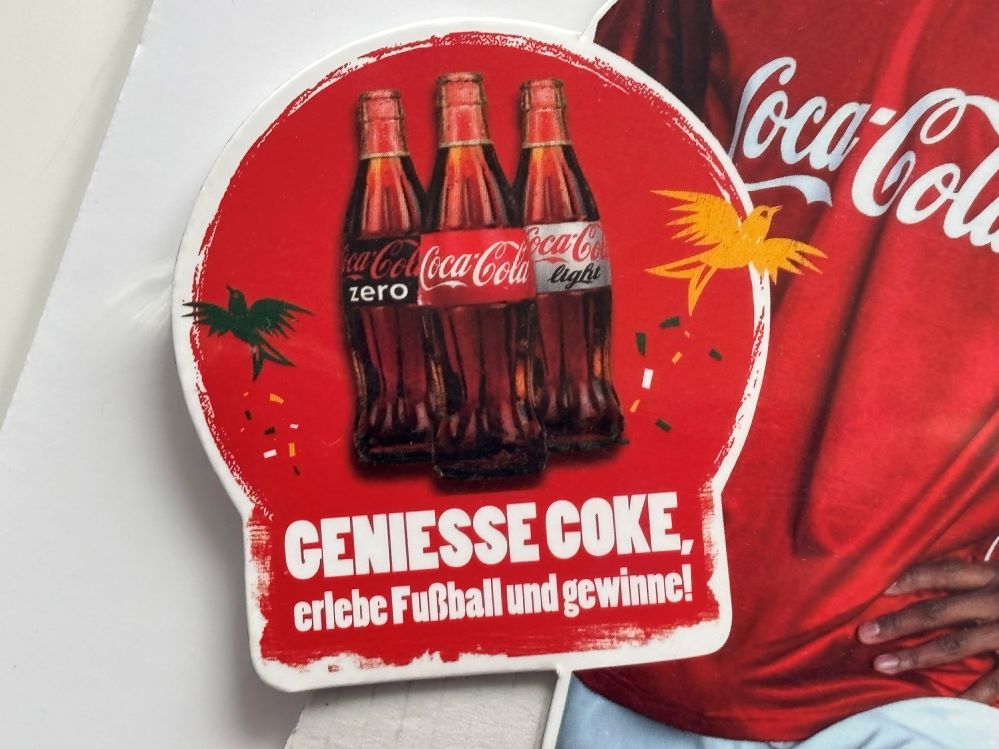 Coca-Cola
zero
Coca-Cola
Coca-Cola
light
Coca-Cola
GENIESSE COKE,
erlebe Fußball und gewinne!